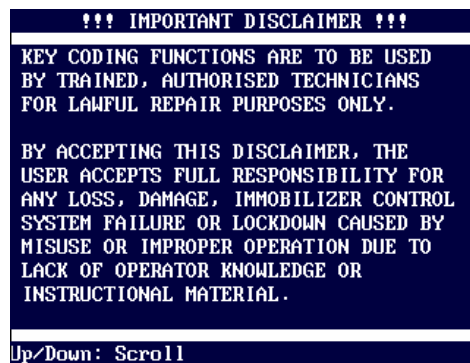 !!! IMPORTANT DISCLAIMER !!!
KEY CODING FUNCTIONS ARE TO BE USED
BY TRAINED, AUTHORISED TECHNICIANS
FOR LAWFUL REPAIR PURPOSES ONLY.
BY ACCEPTING THIS DISCLAIMER, THE
USER ACCEPTS FULL RESPONSIBILITY FOR
ANY LOSS, DAMAGE, IMMOBILIZER CONTROL
SYSTEM FAILURE OR LOCKDOWN CAUSED BY
MISUSE OR IMPROPER OPERATION DUE TO
LACK OF OPERATOR KNOWLEDGE OR
INSTRUCTIONAL MATERIAL.
Up/Down: Scroll